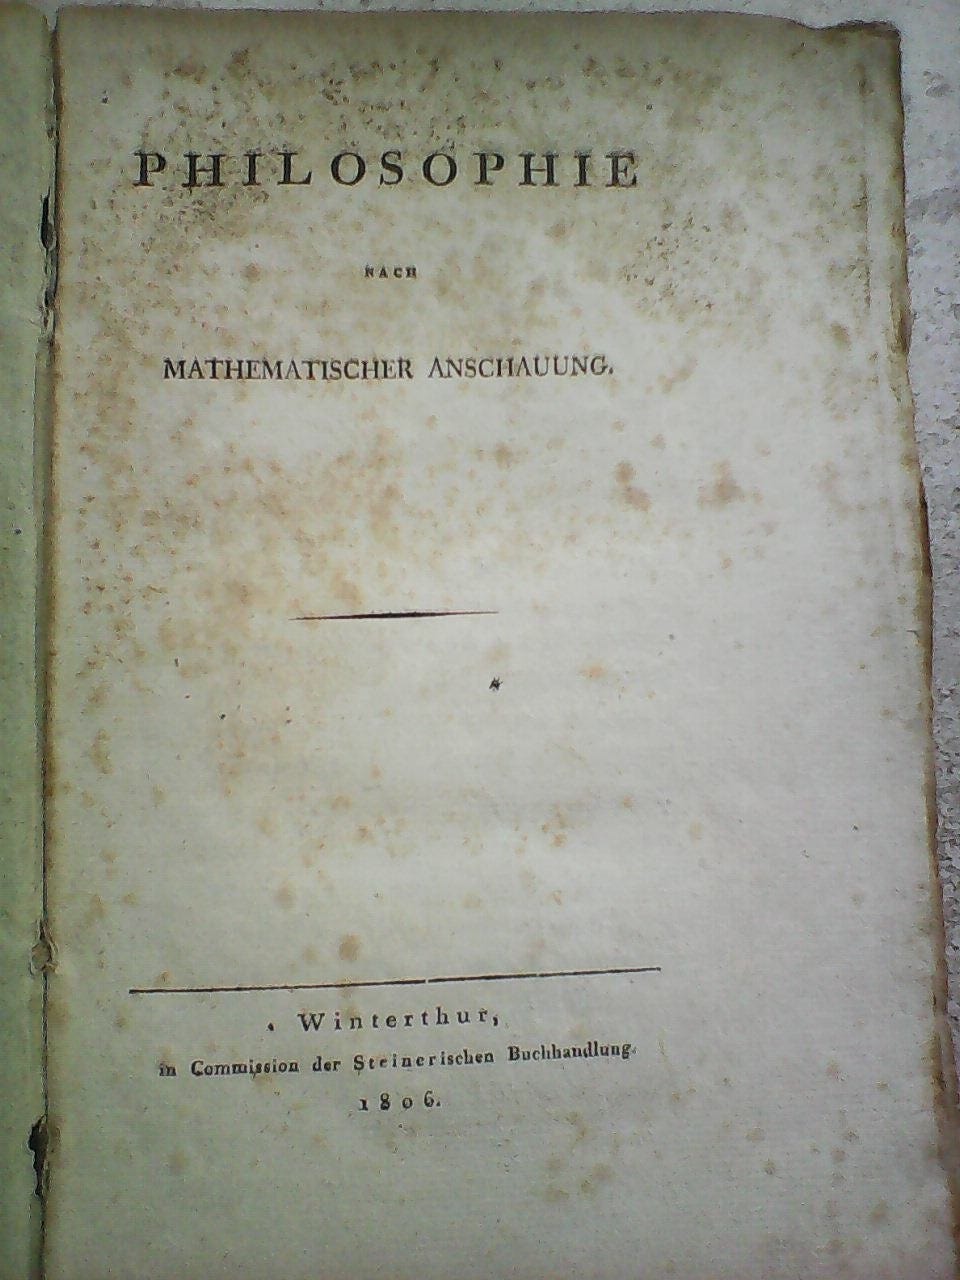 PHILOSOPHIE
NACH
MATHEMATISCHER ANSCHAUUNG.
Winterthur,
in Commission der Steinerischen Buchhandlung.
1806.